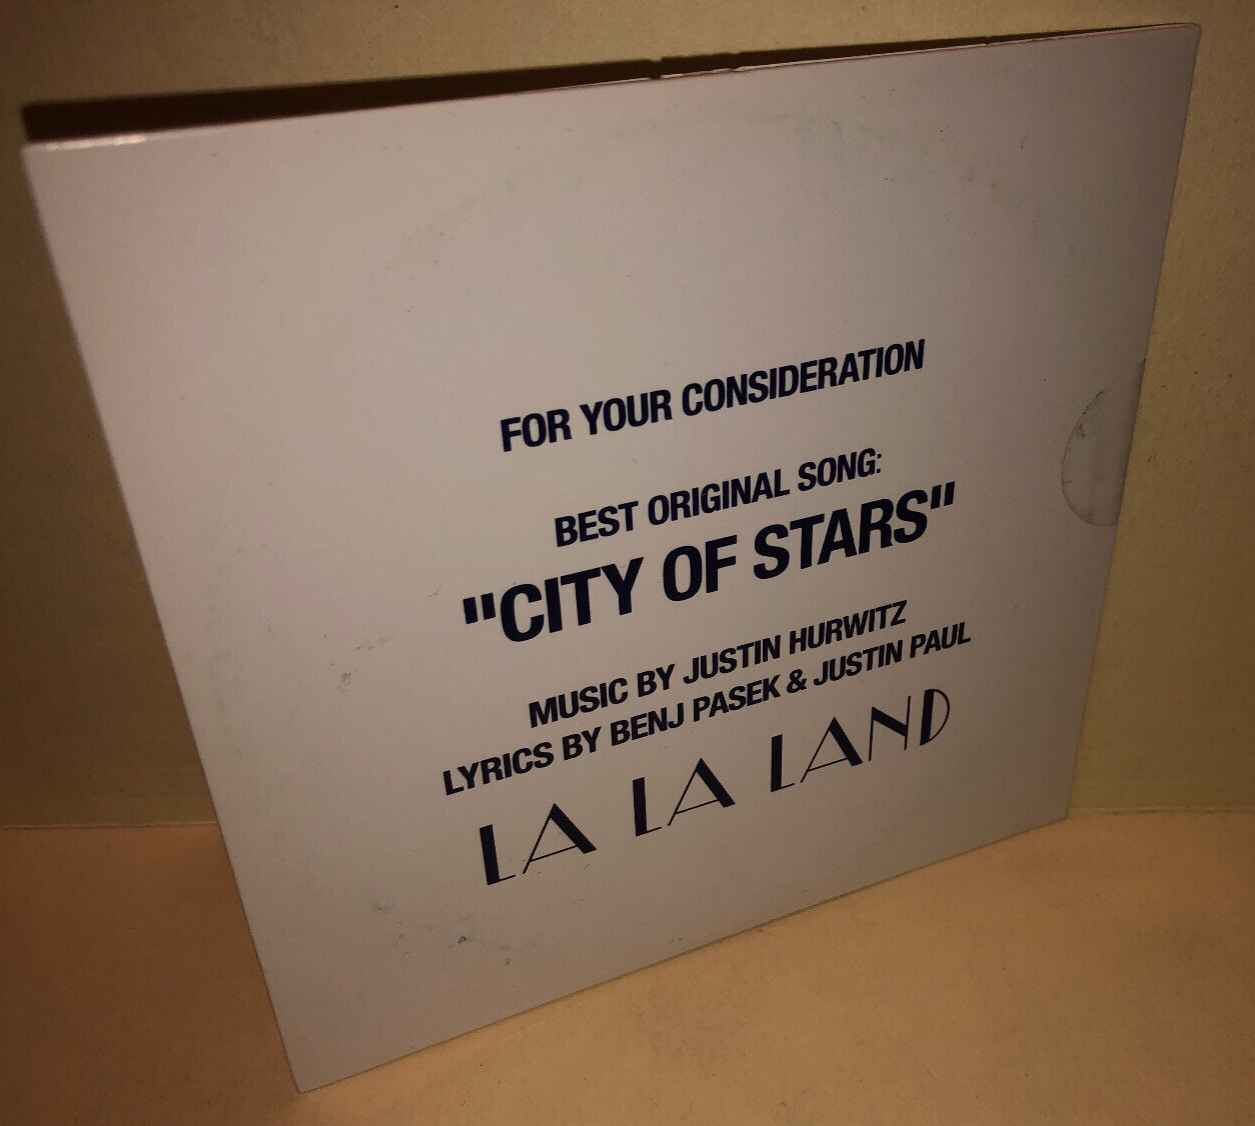 FOR YOUR CONSIDERATION
BEST ORIGINAL SONG:
"CITY OF STARS"
MUSIC BY JUSTIN HURWITZ
LYRICS BY BENJ PASEK & JUSTIN PAUL
LA LA LAND